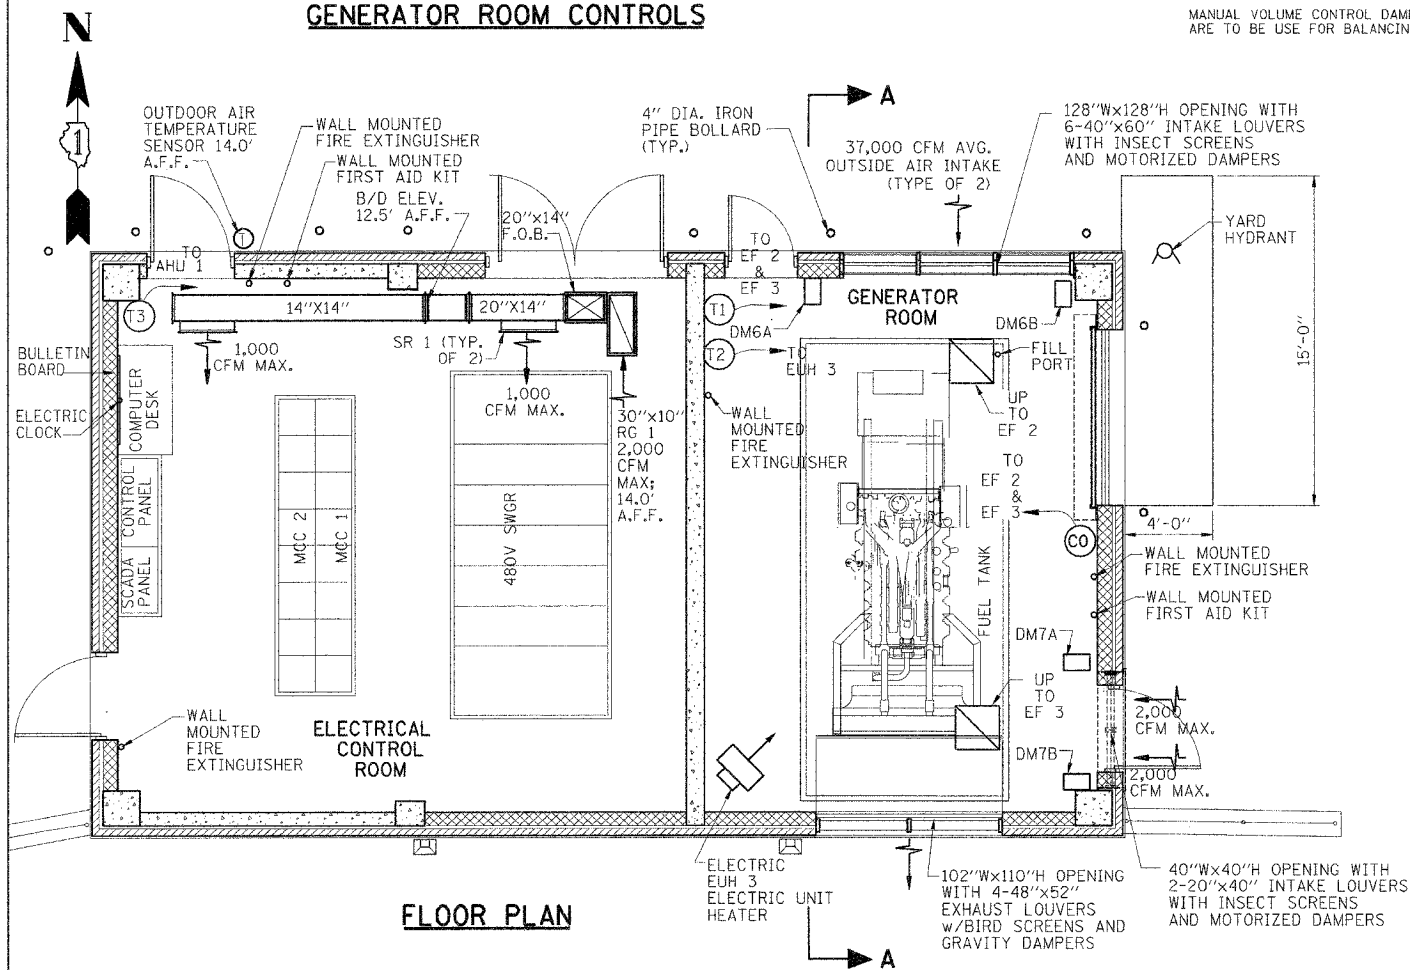 GENERATOR ROOM CONTROLS
MANUAL VOLUME CONTROL
ARE TO BE USE FOR
N
1
OUTDOOR AIR
TEMPERATURE
SENSOR 14.0'
A.F.F.
WALL MOUNTED
FIRE EXTINGUISHER
WALL MOUNTED
FIRST AID KIT
B/D ELEV.
12.5' A.F.F.
20"x14"
F.O.B.
4" DIA. IRON
PIPE BOLLARD
(TYP.)
A
37,000 CFM AVG.
OUTSIDE AIR INTAKE
(TYPE OF 2)
128"Wx128"H OPENING WITH
6-40"x60" INTAKE LOUVERS
WITH INSECT SCREENS
AND MOTORIZED DAMPERS
YARD
HYDRANT
T
TO
AHU 1
T3
14"X14"
20"X14"
1,000
CFM MAX.
SR 1 (TYP.
OF 2)
1,000
CFM MAX.
30"x10"
RG 1
2,000
CFM
MAX;
14.0'
A.F.F.
TO
EF 2
&
EF 3
T1
T2
DM6A
TO
EUH 3
GENERATOR
ROOM
DM6B
FILL
PORT
UP
TO
EF 2
TO
EF 2
&
EF 3
CO
15'-0"
4'-0"
BULLETIN
BOARD
ELECTRIC
CLOCK
COMPUTER
DESK
CONTROL
PANEL
SCADA
PANEL
MCC 2
MCC 1
480V SWGR
WALL
MOUNTED
FIRE
EXTINGUISHER
FUEL TANK
WALL MOUNTED
FIRE EXTINGUISHER
WALL MOUNTED
FIRST AID KIT
DM7A
UP
TO
EF 3
DM7B
2,000
CFM MAX.
2,000
CFM MAX.
WALL
MOUNTED
FIRE
EXTINGUISHER
ELECTRICAL
CONTROL
ROOM
ELECTRIC
EUH 3
ELECTRIC UNIT
HEATER
102"Wx110"H OPENING
WITH 4-48"x52"
EXHAUST LOUVERS
w/BIRD SCREENS AND
GRAVITY DAMPERS
40"Wx40"H OPENING WITH
2-20"x40" INTAKE LOUVERS
WITH INSECT SCREENS
AND MOTORIZED DAMPERS
FLOOR PLAN
A